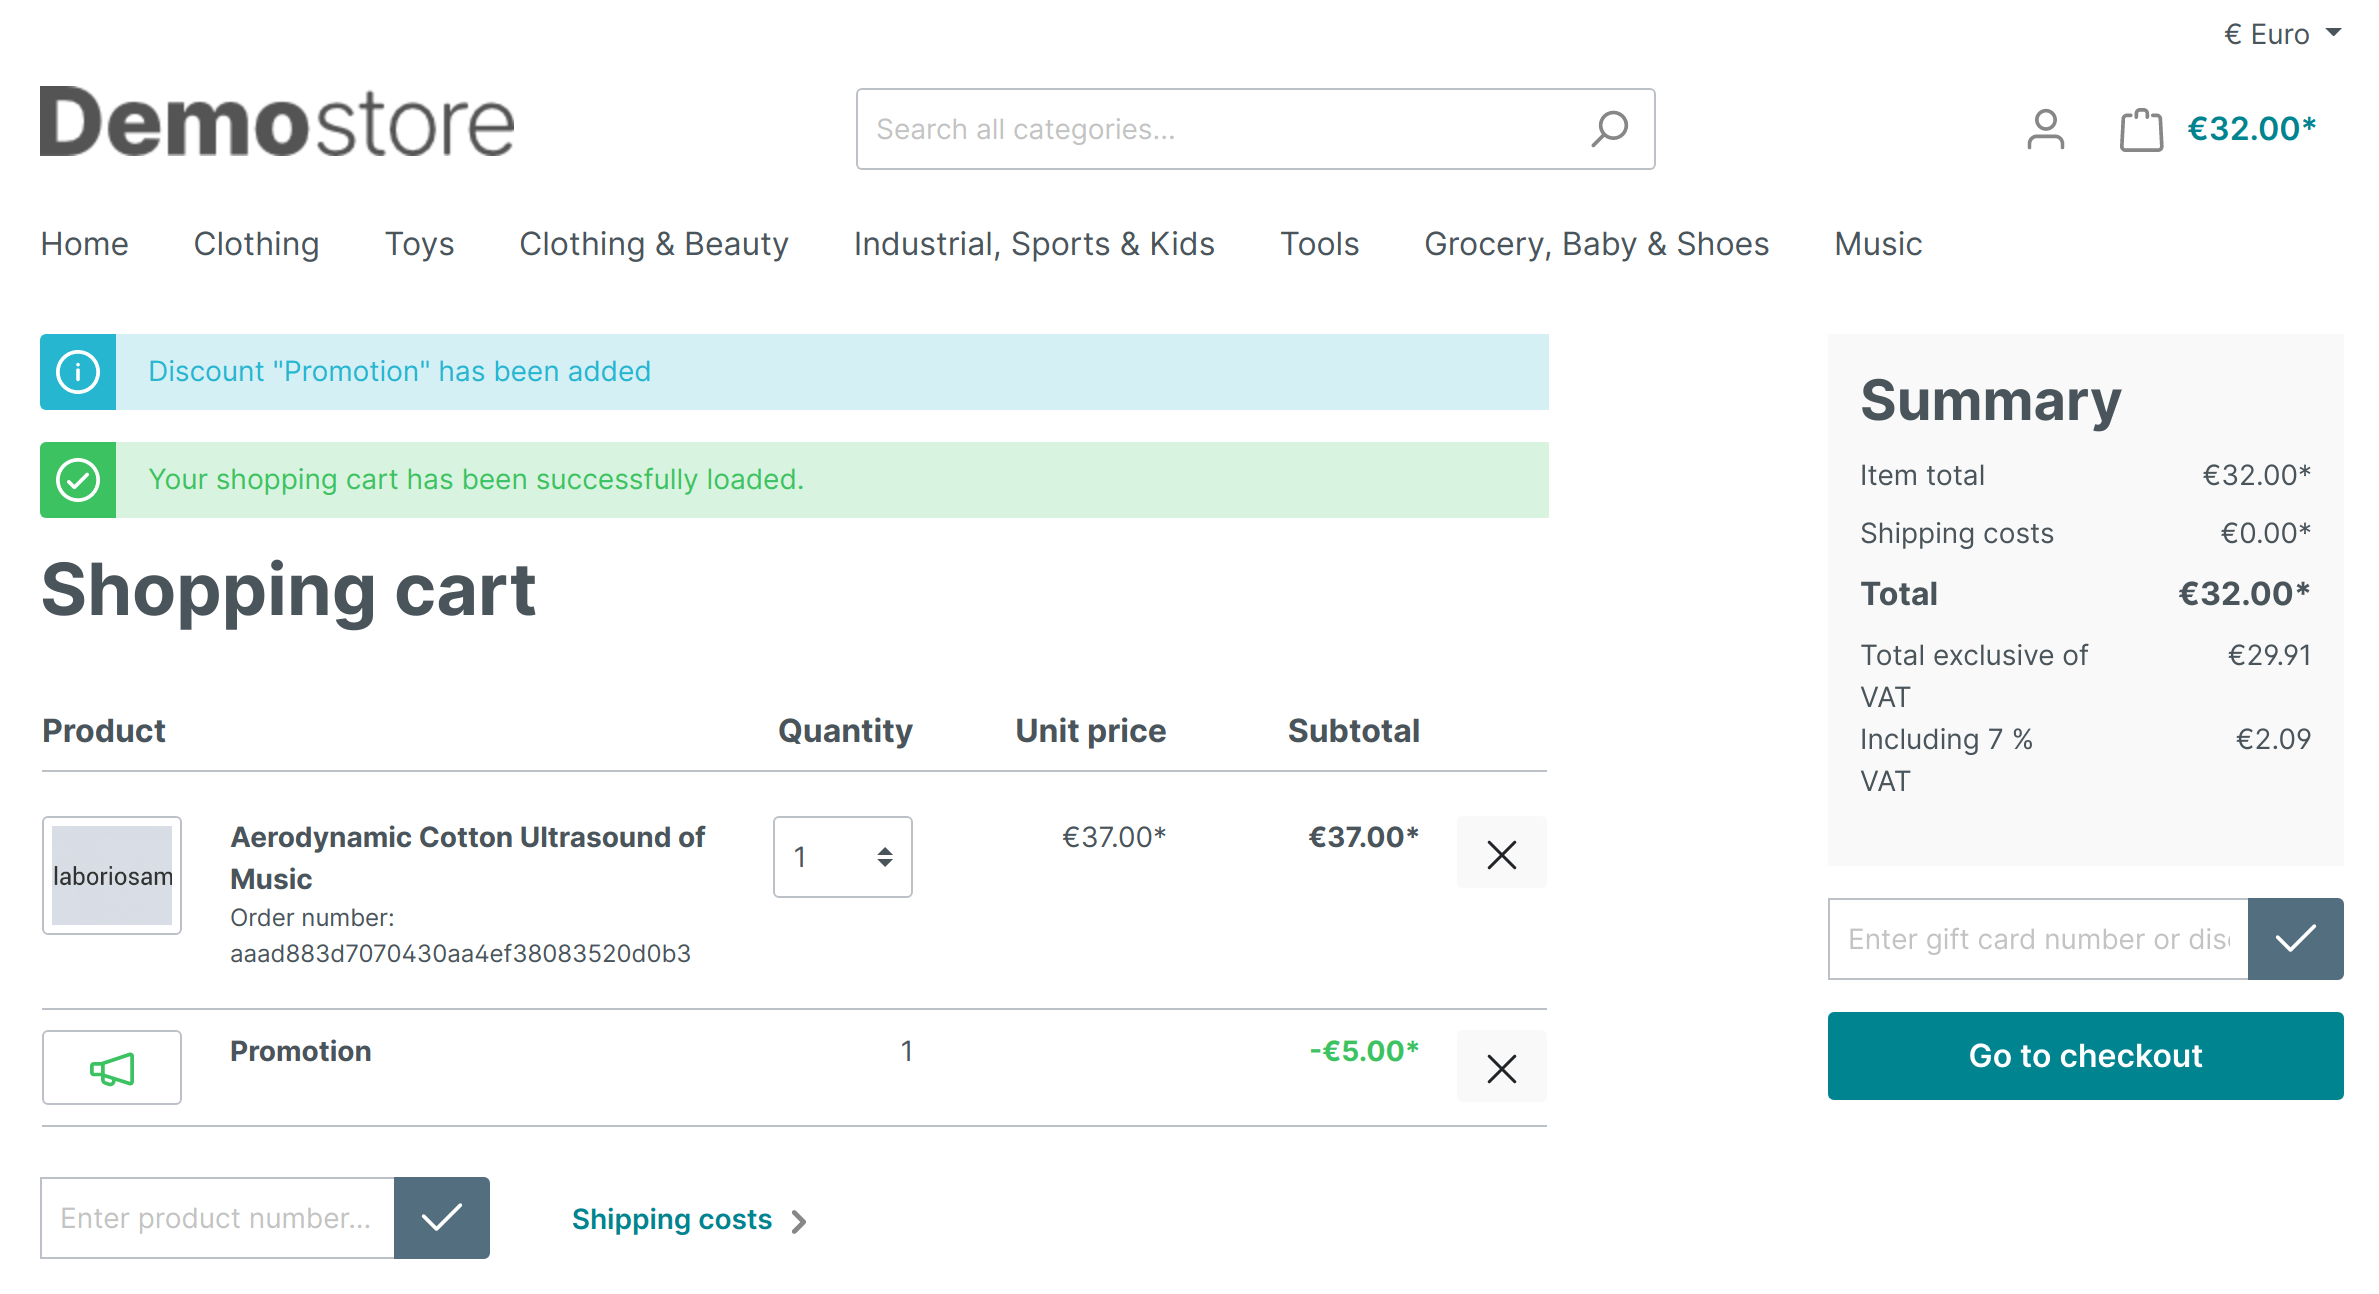 € Euro
Demostore
Search all categories...
€32.00*
Home Clothing Toys Clothing & Beauty Industrial, Sports & Kids Tools Grocery, Baby & Shoes Music
Discount "Promotion" has been added
Your shopping cart has been successfully loaded.
Shopping cart
Product Quantity Unit price Subtotal
laboriosam
Aerodynamic Cotton Ultrasound of
Music
Order number:
aaad883d7070430aa4ef38083520d0b3
1 €37.00* €37.00*
Promotion 1 -€5.00*
Enter product number...
Shipping costs
Summary
Item total €32.00*
Shipping costs €0.00*
Total €32.00*
Total exclusive of €29.91
VAT
Including 7 % €2.09
VAT
Enter gift card number or dis
Go to checkout